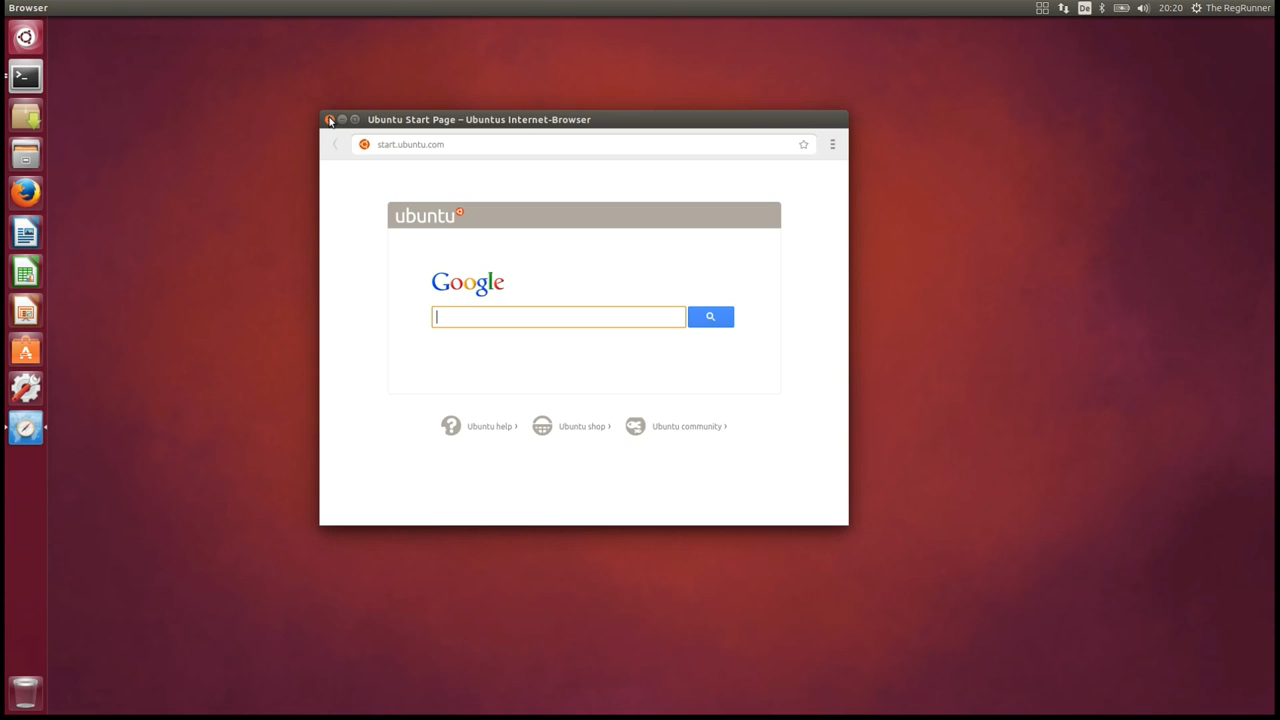 Browser
De
20:20
The RegRunner
Ubuntu Start Page – Ubuntus Internet-Browser
start.ubuntu.com
ubuntu
Google
Ubuntu help ›
Ubuntu shop ›
Ubuntu community ›